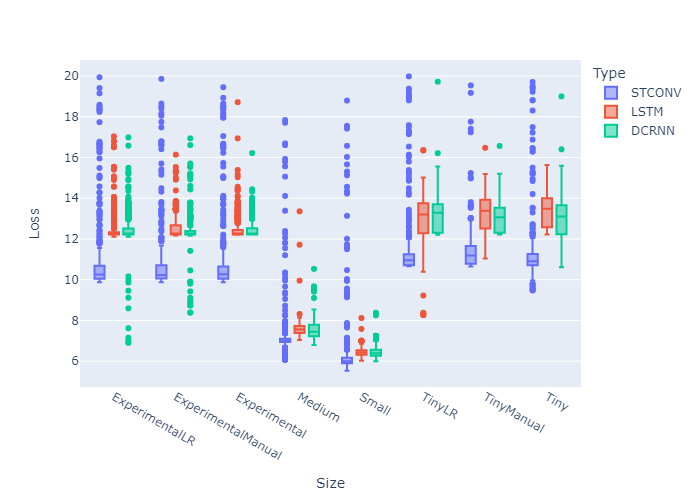 Type
STCONV
LSTM
DCRNN
Loss
20
18
16
14
12
10
8
6
ExperimentalLR
ExperimentalManual
Experimental
Medium
Small
TinyLR
TinyManual
Tiny
Size